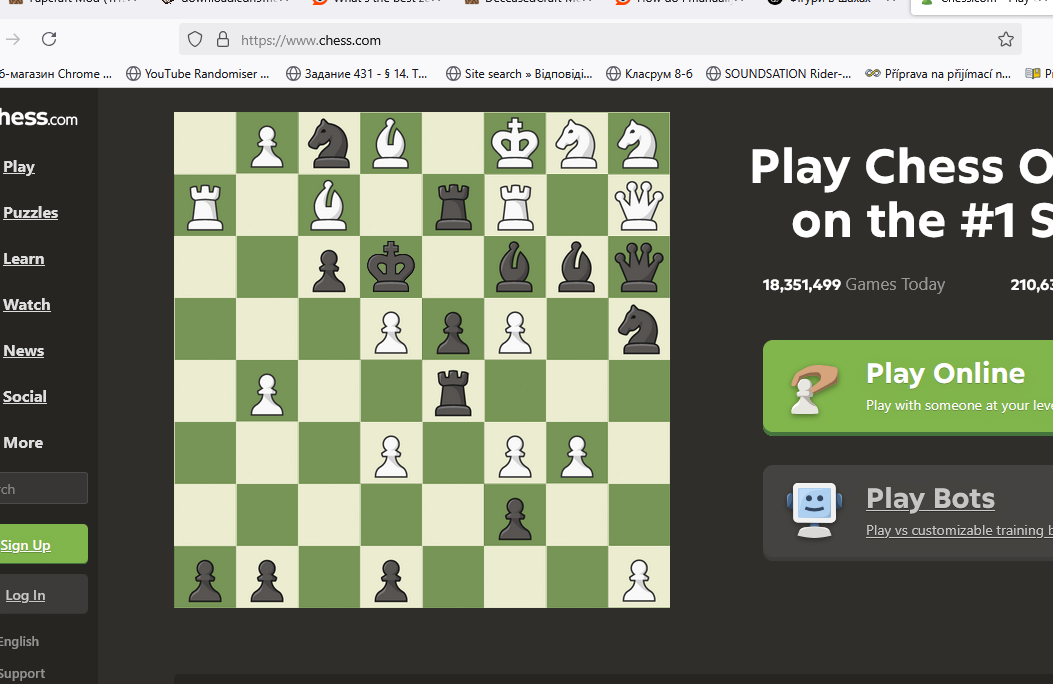 https://www.chess.com
б-магазин Chrome ...
YouTube Randomiser ...
Задание 431 - § 14. Т...
Site search » Відповіді...
Класрум 8-б
SOUNDSATION Rider-...
Příprava na přijímací n...
hess.com
Play
Puzzles
Learn
Watch
News
Social
More
rch
Sign Up
Log In
English
Support
Play Chess O
on the #1 S
18,351,499 Games Today
210,63
Play Online
Play with someone at your leve
Play Bots
Play vs customizable training b